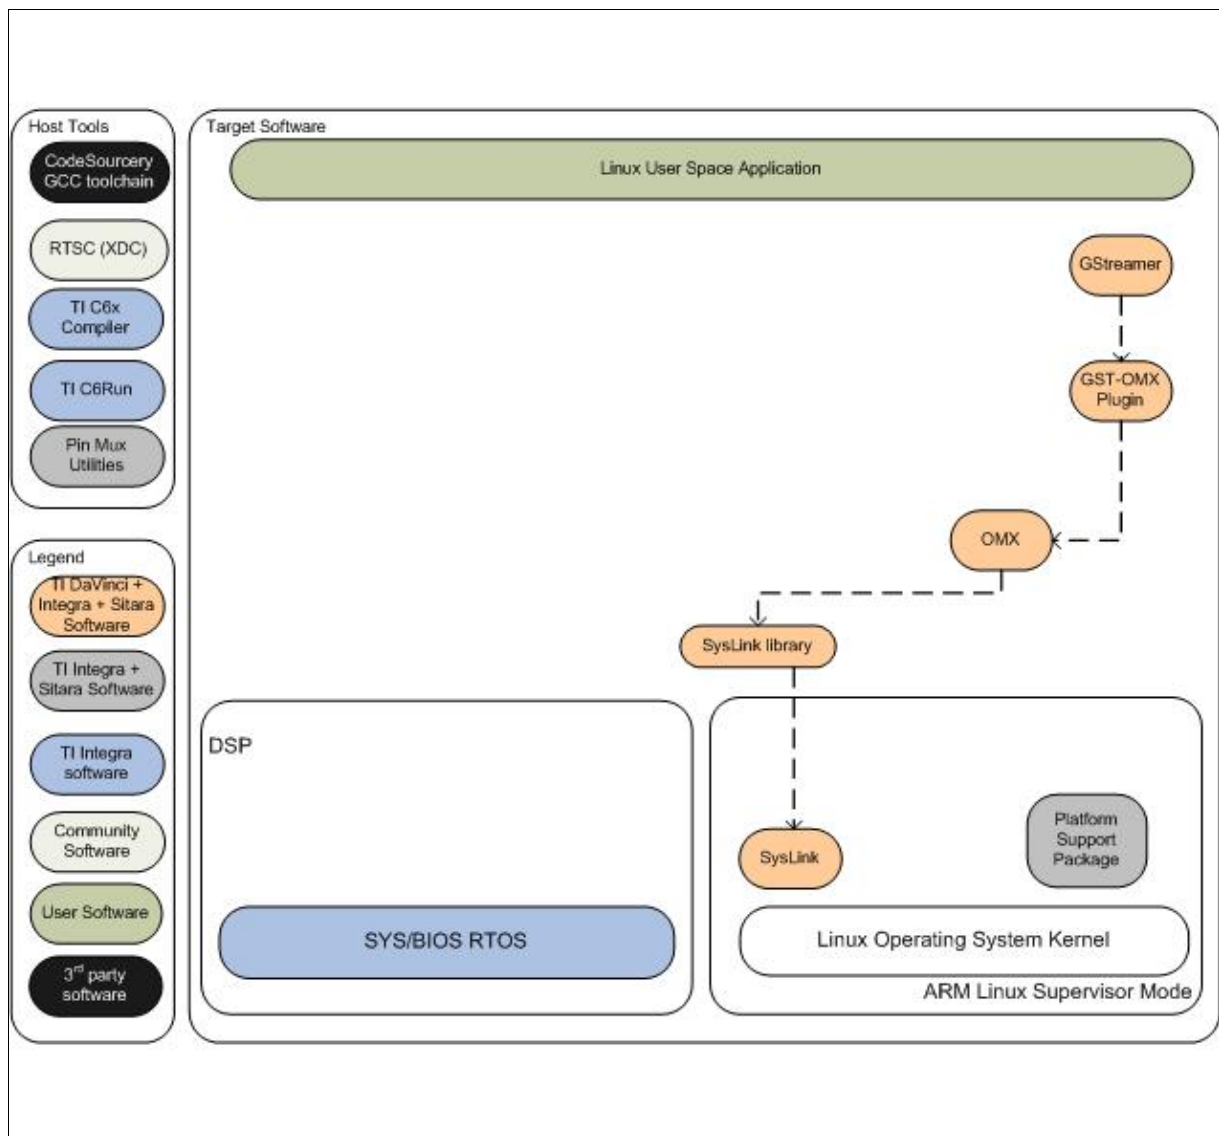 Host Tools
CodeSourcery
GCC toolchain
RTSC (XDC)
TI C6x
Compiler
TI C6Run
Pin Mux
Utilities
Legend
TI DaVinci +
Integra + Sitara
Software
TI Integra +
Sitara Software
TI Integra
software
Community
Software
User Software
3rd party
software
Target Software
Linux User Space Application
GStreamer
GST-OMX
Plugin
OMX
SysLink library
DSP
SYS/BIOS RTOS
SysLink
Platform
Support
Package
Linux Operating System Kernel
ARM Linux Supervisor Mode